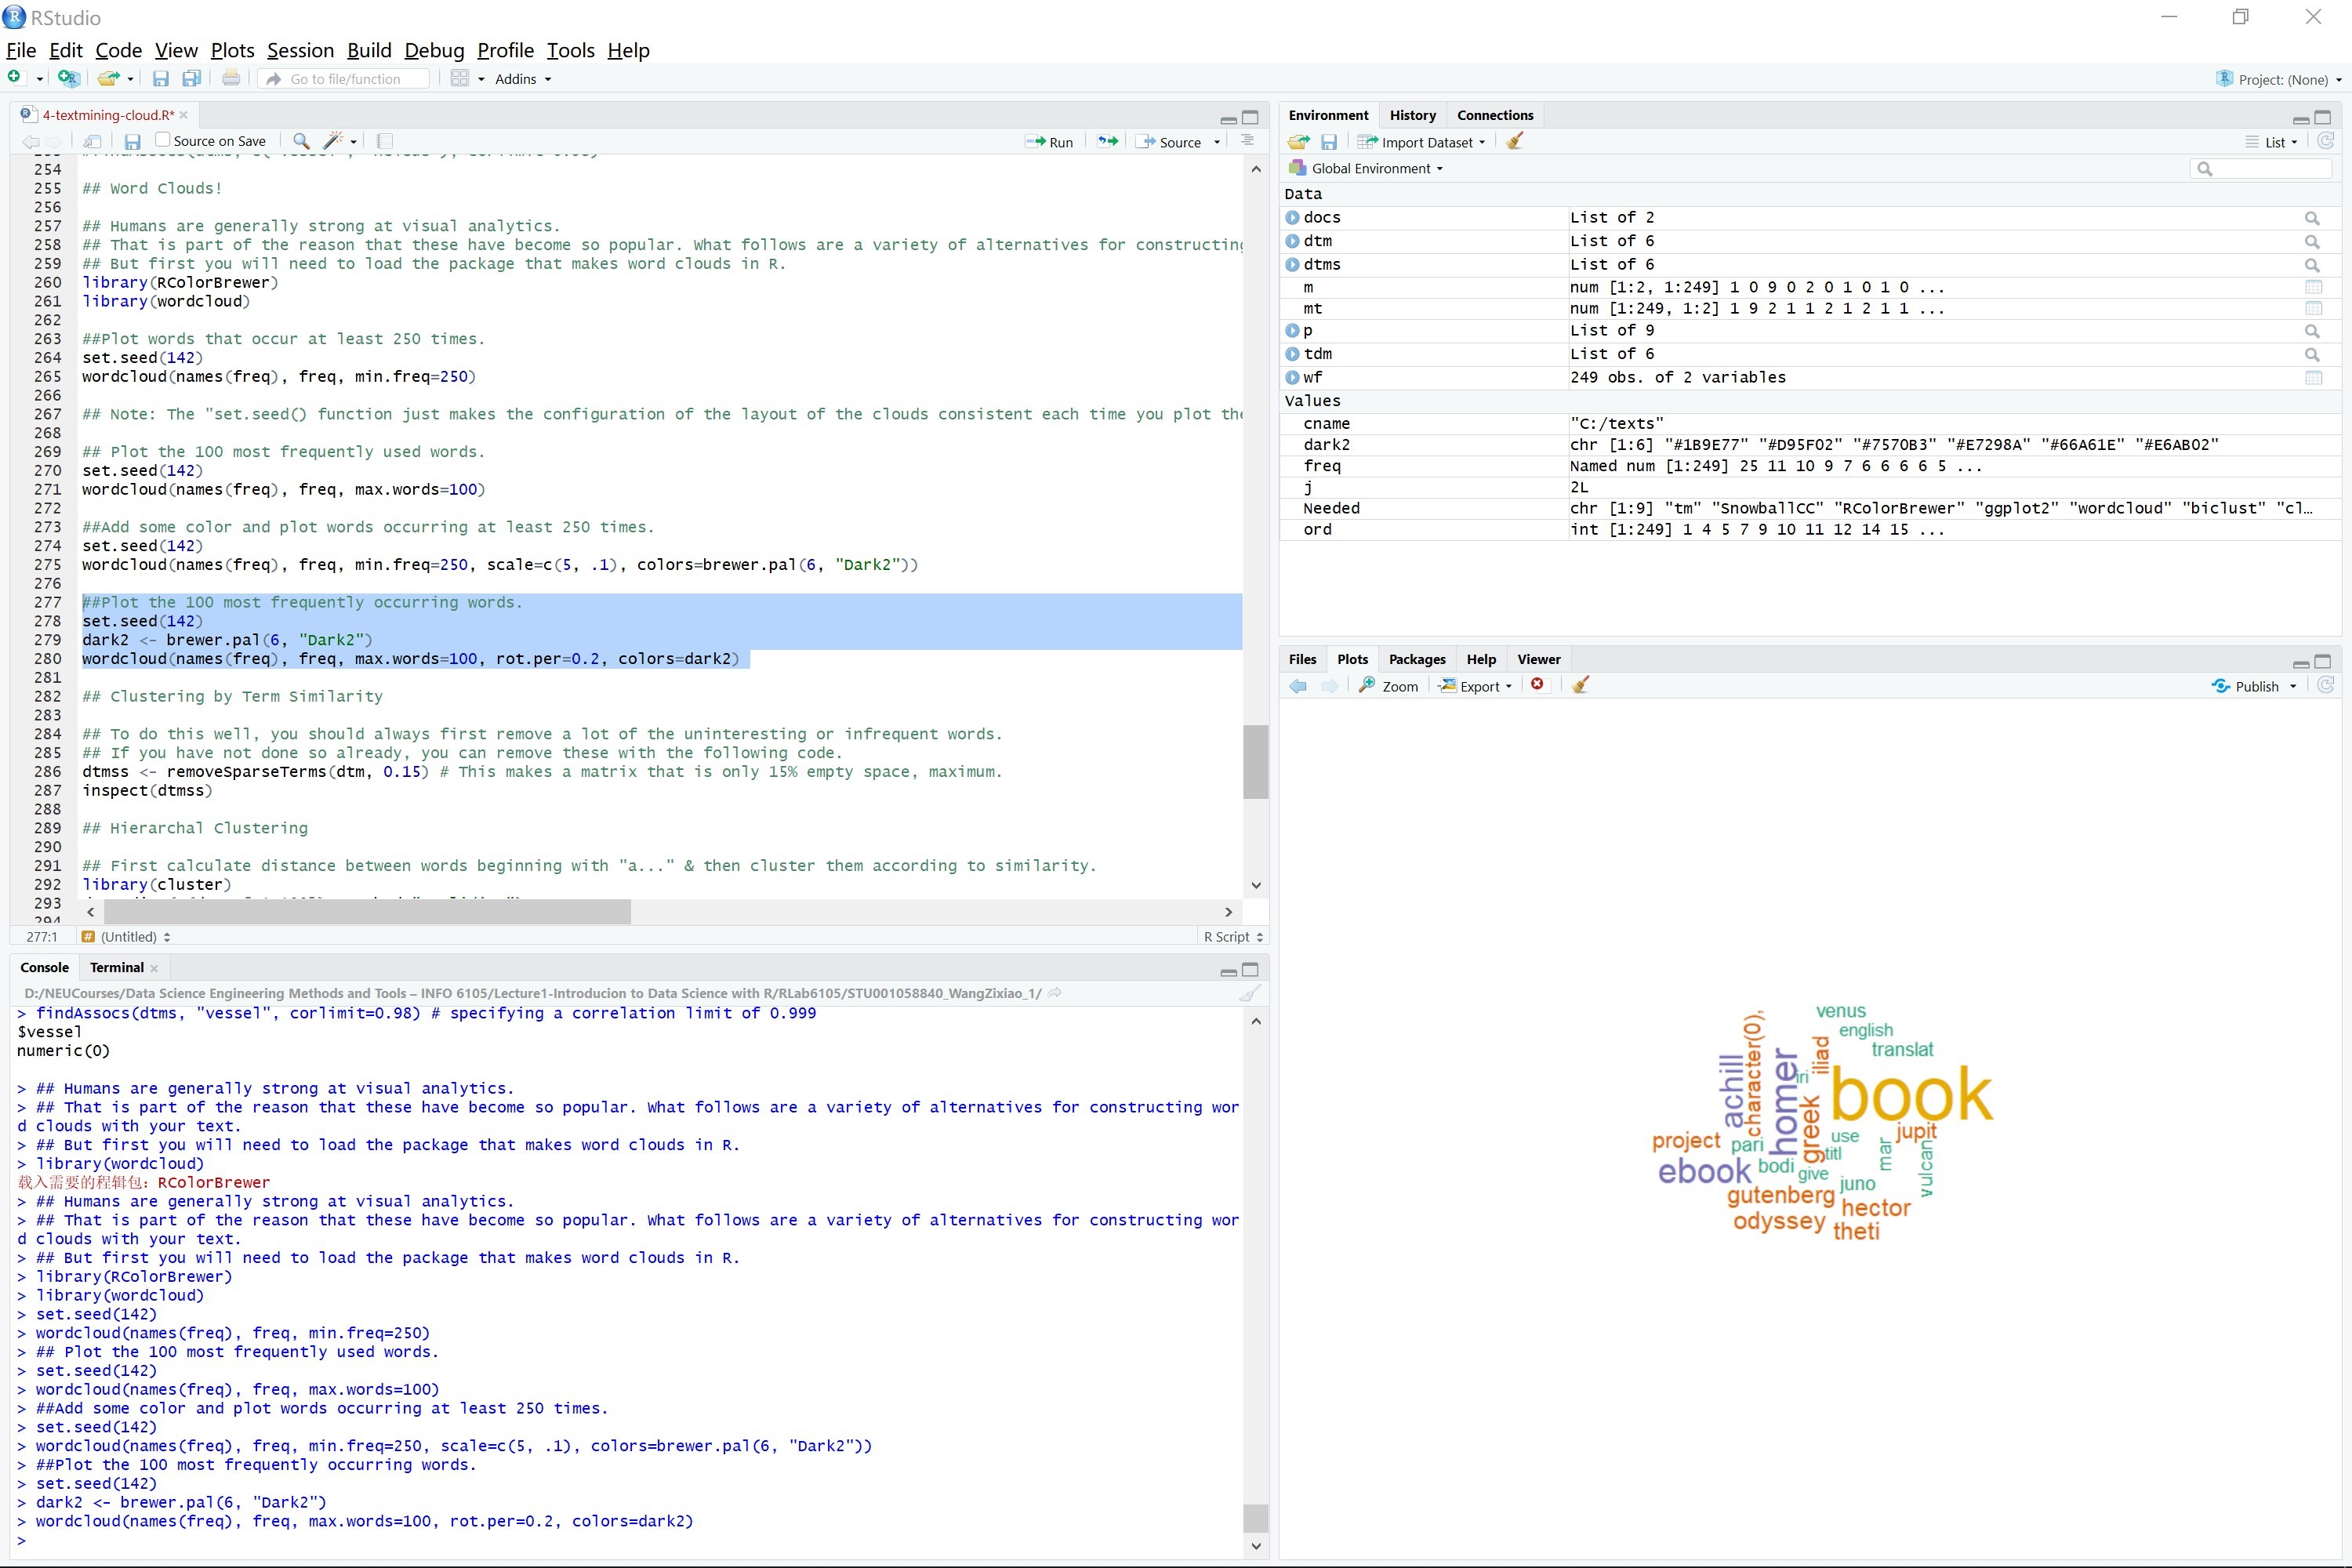 RStudio
File Edit Code View Plots Session Build Debug Profile Tools Help
Go to file/function Addins Project: (None)
4-textmining-cloud.R*
Source on Save Run Source
254
255 ## Word Clouds!
256
257 ## Humans are generally strong at visual analytics.
258 ## That is part of the reason that these have become so popular. What follows are a variety of alternatives for constructing
259 ## But first you will need to load the package that makes word clouds in R.
260 library(RColorBrewer)
261 library(wordcloud)
262
263 ##Plot words that occur at least 250 times.
264 set.seed(142)
265 wordcloud(names(freq), freq, min.freq=250)
266
267 ## Note: The "set.seed() function just makes the configuration of the layout of the clouds consistent each time you plot the
268
269 ## Plot the 100 most frequently used words.
270 set.seed(142)
271 wordcloud(names(freq), freq, max.words=100)
272
273 ##Add some color and plot words occurring at least 250 times.
274 set.seed(142)
275 wordcloud(names(freq), freq, min.freq=250, scale=c(5, .1), colors=brewer.pal(6, "Dark2"))
276
277 ##Plot the 100 most frequently occurring words.
278 set.seed(142)
279 dark2 <- brewer.pal(6, "Dark2")
280 wordcloud(names(freq), freq, max.words=100, rot.per=0.2, colors=dark2)
281
282 ## Clustering by Term Similarity
283
284 ## To do this well, you should always first remove a lot of the uninteresting or infrequent words.
285 ## If you have not done so already, you can remove these with the following code.
286 dtmss <- removeSparseTerms(dtm, 0.15) # This makes a matrix that is only 15% empty space, maximum.
287 inspect(dtmss)
288
289 ## Hierarchal Clustering
290
291 ## First calculate distance between words beginning with "a..." & then cluster them according to similarity.
292 library(cluster)
293
294
277:1 (Untitled) R Script
Console Terminal
D:/NEUCourses/Data Science Engineering Methods and Tools – INFO 6105/Lecture1-Introducion to Data Science with R/RLab6105/STU001058840_WangZixiao_1/
> findAssocs(dtms, "vessel", corlimit=0.98) # specifying a correlation limit of 0.999
$vessel
numeric(0)
> ## Humans are generally strong at visual analytics.
> ## That is part of the reason that these have become so popular. What follows are a variety of alternatives for constructing wor
d clouds with your text.
> ## But first you will need to load the package that makes word clouds in R.
> library(wordcloud)
载入需要的程辑包：RColorBrewer
> ## Humans are generally strong at visual analytics.
> ## That is part of the reason that these have become so popular. What follows are a variety of alternatives for constructing wor
d clouds with your text.
> ## But first you will need to load the package that makes word clouds in R.
> library(RColorBrewer)
> library(wordcloud)
> set.seed(142)
> wordcloud(names(freq), freq, min.freq=250)
> ## Plot the 100 most frequently used words.
> set.seed(142)
> wordcloud(names(freq), freq, max.words=100)
> ##Add some color and plot words occurring at least 250 times.
> set.seed(142)
> wordcloud(names(freq), freq, min.freq=250, scale=c(5, .1), colors=brewer.pal(6, "Dark2"))
> ##Plot the 100 most frequently occurring words.
> set.seed(142)
> dark2 <- brewer.pal(6, "Dark2")
> wordcloud(names(freq), freq, max.words=100, rot.per=0.2, colors=dark2)
>
Environment History Connections
Import Dataset List
Global Environment
Data
docs List of 2
dtm List of 6
dtms List of 6
m num [1:2, 1:249] 1 0 9 0 2 0 1 0 1 0 ...
mt num [1:249, 1:2] 1 9 2 1 1 2 1 2 1 1 ...
p List of 9
tdm List of 6
wf 249 obs. of 2 variables
Values
cname "C:/texts"
dark2 chr [1:6] "#1B9E77" "#D95F02" "#7570B3" "#E7298A" "#66A61E" "#E6AB02"
freq Named num [1:249] 25 11 10 9 7 6 6 6 6 5 ...
j 2L
Needed chr [1:9] "tm" "SnowballCC" "RColorBrewer" "ggplot2" "wordcloud" "biclust" "cl...
ord int [1:249] 1 4 5 7 9 10 11 12 14 15 ...
Files Plots Packages Help Viewer
Zoom Export Publish
venus
english
translat
iliad
character(0),
achill
homer
iri
book
greek
jupit
use
project
pari
titl
mar
vulcan
ebook
bodi
give
juno
gutenberg
hector
odyssey
theti